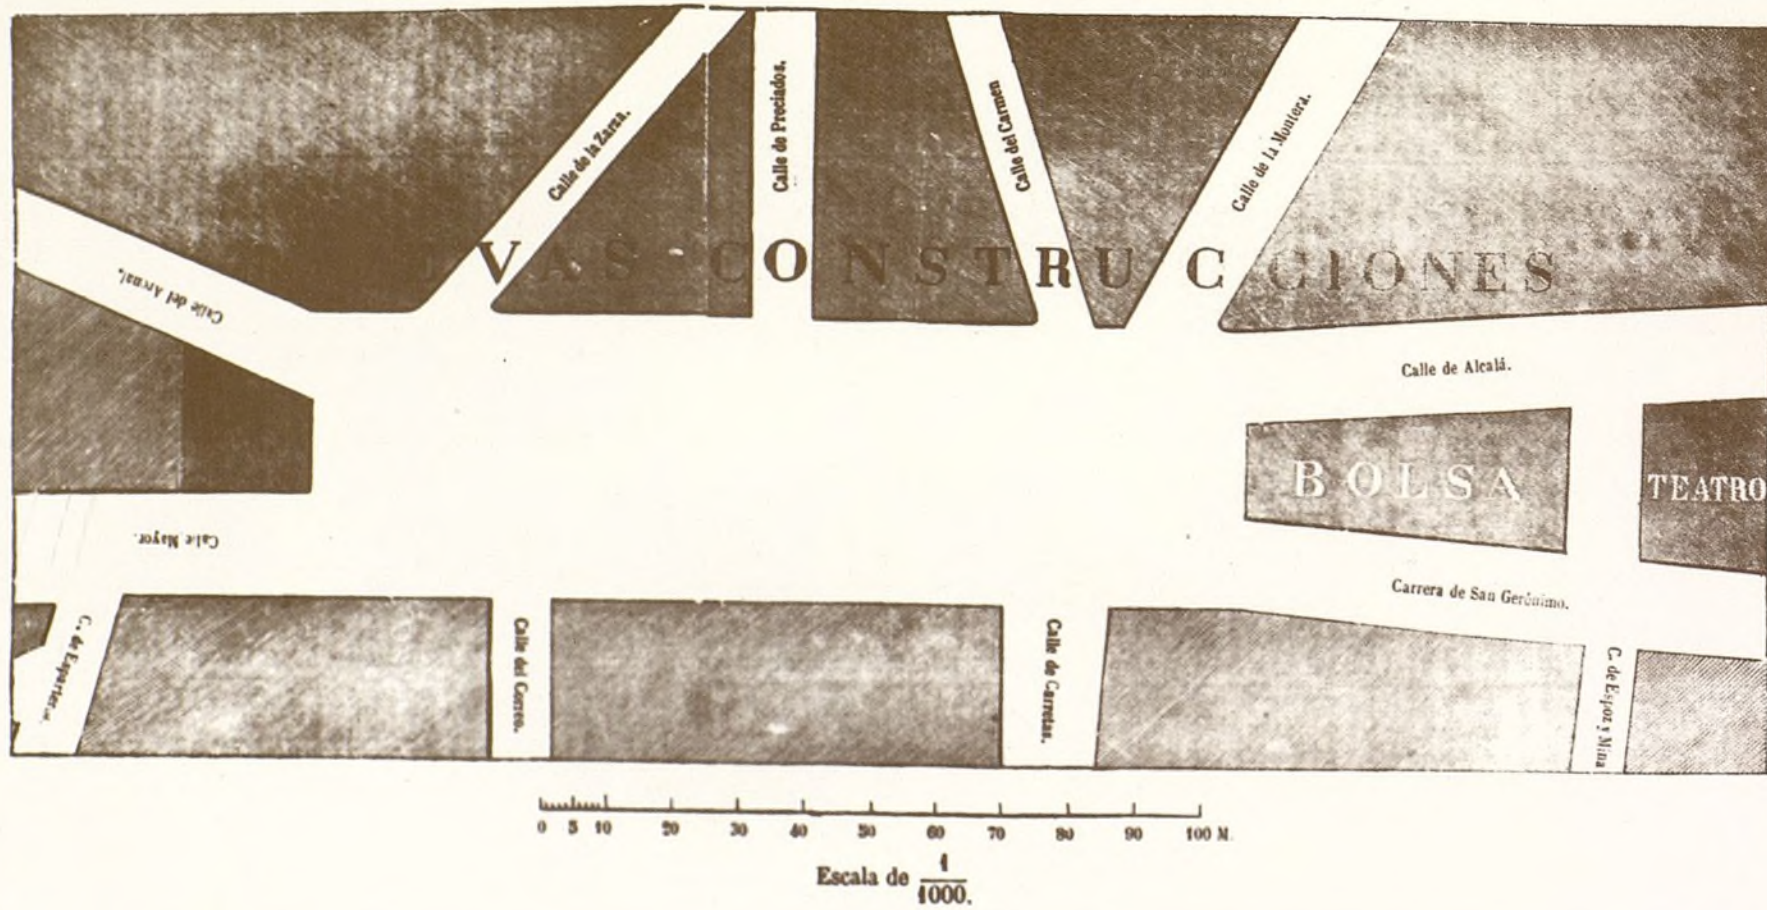 Calle de la Zarza.
Calle de Preciados.
Calle del Carmen
Calle de la Montera.
VAS CONSTRUCCIONES
Calle del Arenal.
Calle de Alcalá.
BOLSA
TEATRO
Calle Mayor.
Carrera de San Gerónimo.
C. de Esparteros.
Calle del Correo.
Calle de Carretas.
C. de Espoz y Mina
0 5 10 20 30 40 50 60 70 80 90 100 M.
Escala de 1/1000.